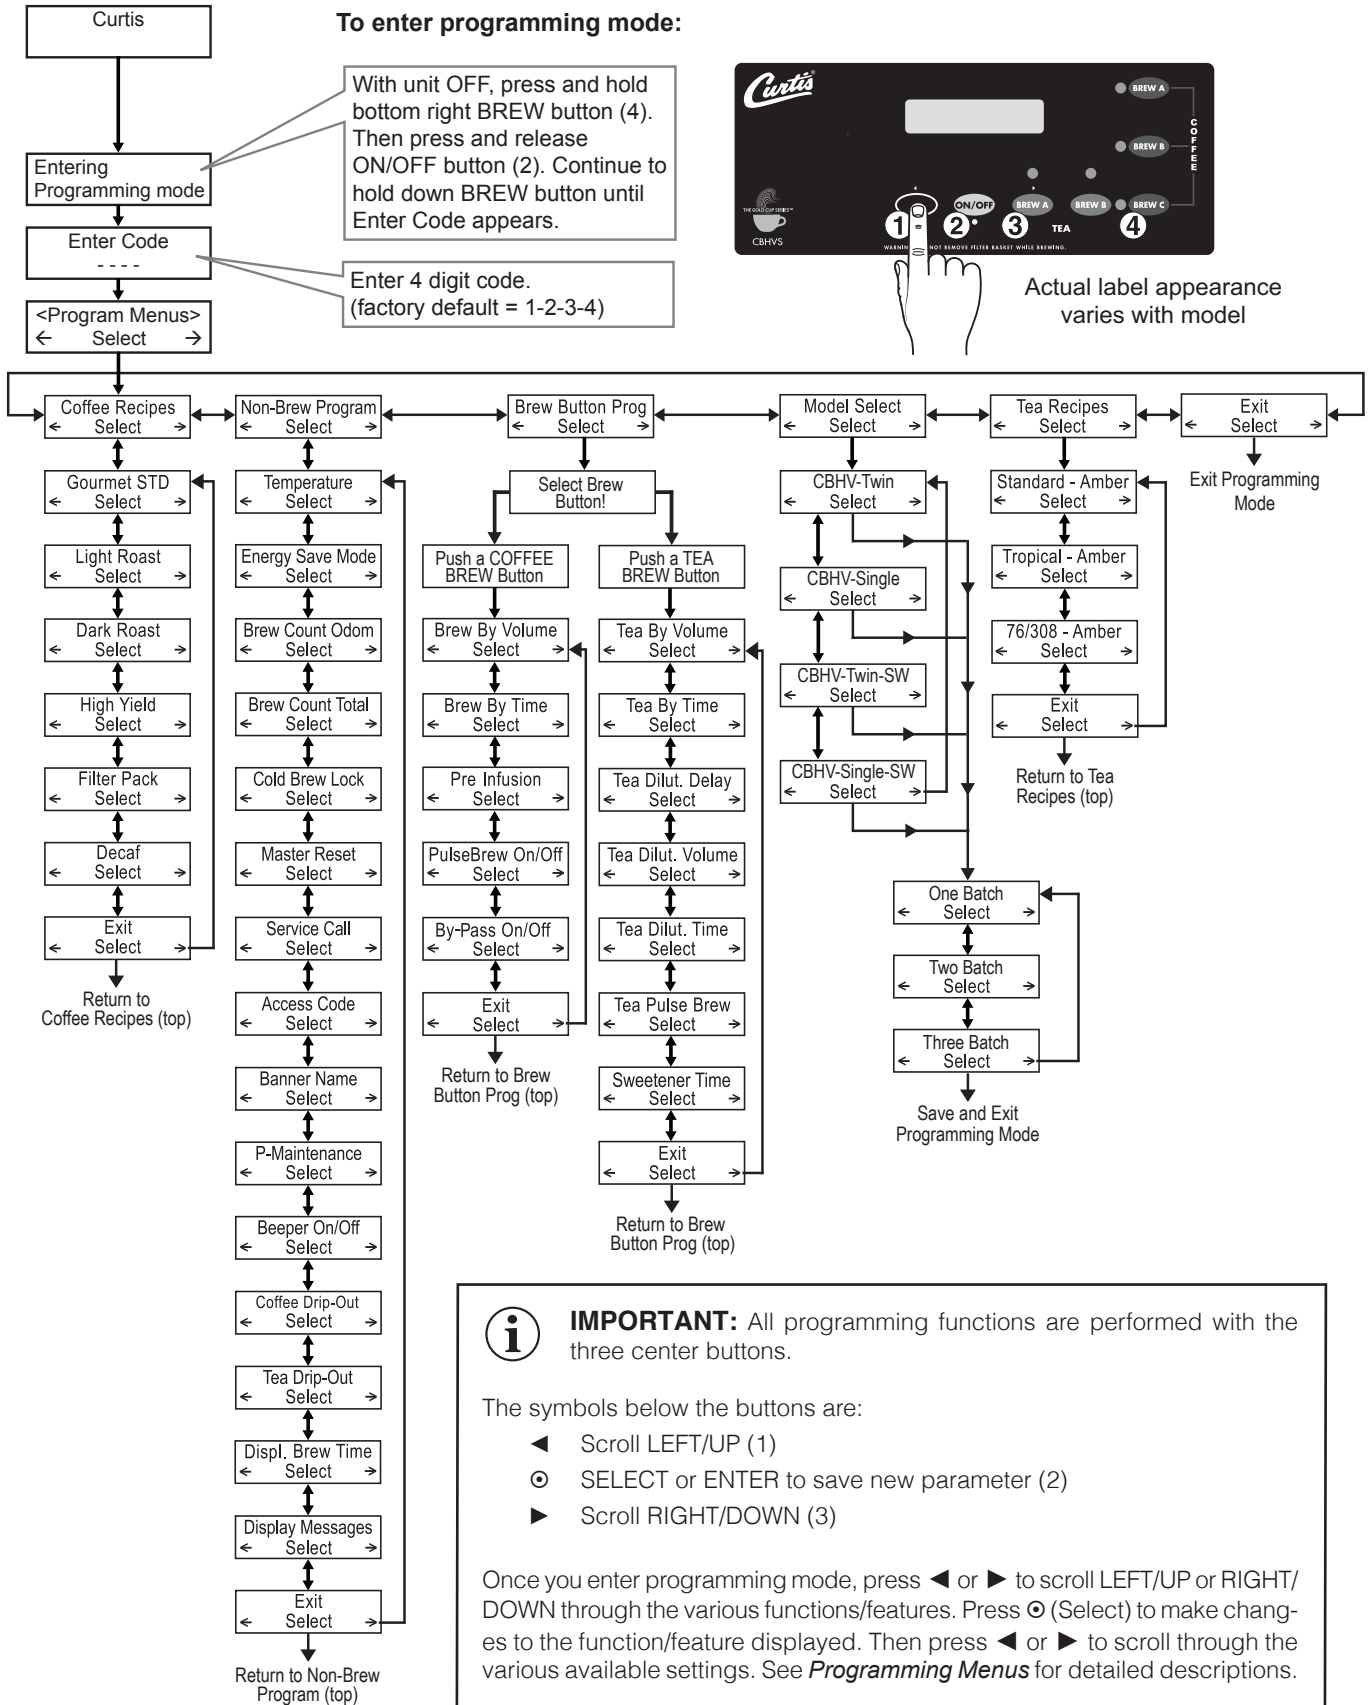 Curtis
To enter programming mode:
With unit OFF, press and hold
bottom right BREW button (4).
Then press and release
ON/OFF button (2). Continue to
hold down BREW button until
Enter Code appears.
Entering
Programming mode
Enter Code
- - - -
Enter 4 digit code.
(factory default = 1-2-3-4)
<Program Menus>
← Select →
Curtis®
BREW A
BREW B
COFFEE
ON/OFF
BREW A
BREW B
BREW C
1
2
3
4
TEA
THE GOLD CUP SERIES™
CBHVS
WARNIN NOT REMOVE FILTER BASKET WHILE BREWING.
Actual label appearance
varies with model
Coffee Recipes
← Select →
Non-Brew Program
← Select →
Brew Button Prog
← Select →
Model Select
← Select →
Tea Recipes
← Select →
Exit
← Select →
Exit Programming
Mode
Gourmet STD
← Select →
Light Roast
← Select →
Dark Roast
← Select →
High Yield
← Select →
Filter Pack
← Select →
Decaf
← Select →
Exit
← Select →
Return to
Coffee Recipes (top)
Temperature
← Select →
Energy Save Mode
← Select →
Brew Count Odom
← Select →
Brew Count Total
← Select →
Cold Brew Lock
← Select →
Master Reset
← Select →
Service Call
← Select →
Access Code
← Select →
Banner Name
← Select →
P-Maintenance
← Select →
Beeper On/Off
← Select →
Coffee Drip-Out
← Select →
Tea Drip-Out
← Select →
Displ. Brew Time
← Select →
Display Messages
← Select →
Exit
← Select →
Return to Non-Brew
Program (top)
Select Brew
Button!
Push a COFFEE
BREW Button
Brew By Volume
← Select →
Brew By Time
← Select →
Pre Infusion
← Select →
PulseBrew On/Off
← Select →
By-Pass On/Off
← Select →
Exit
← Select →
Return to Brew
Button Prog (top)
Push a TEA
BREW Button
Tea By Volume
← Select →
Tea By Time
← Select →
Tea Dilut. Delay
← Select →
Tea Dilut. Volume
← Select →
Tea Dilut. Time
← Select →
Tea Pulse Brew
← Select →
Sweetener Time
← Select →
Exit
← Select →
Return to Brew
Button Prog (top)
CBHV-Twin
← Select →
CBHV-Single
← Select →
CBHV-Twin-SW
← Select →
CBHV-Single-SW
← Select →
One Batch
← Select →
Two Batch
← Select →
Three Batch
← Select →
Save and Exit
Programming Mode
Standard - Amber
← Select →
Tropical - Amber
← Select →
76/308 - Amber
← Select →
Exit
← Select →
Return to Tea
Recipes (top)
i
IMPORTANT: All programming functions are performed with the
three center buttons.
The symbols below the buttons are:
◄ Scroll LEFT/UP (1)
⊙ SELECT or ENTER to save new parameter (2)
► Scroll RIGHT/DOWN (3)
Once you enter programming mode, press ◄ or ► to scroll LEFT/UP or RIGHT/
DOWN through the various functions/features. Press ⊙ (Select) to make chang-
es to the function/feature displayed. Then press ◄ or ► to scroll through the
various available settings. See Programming Menus for detailed descriptions.